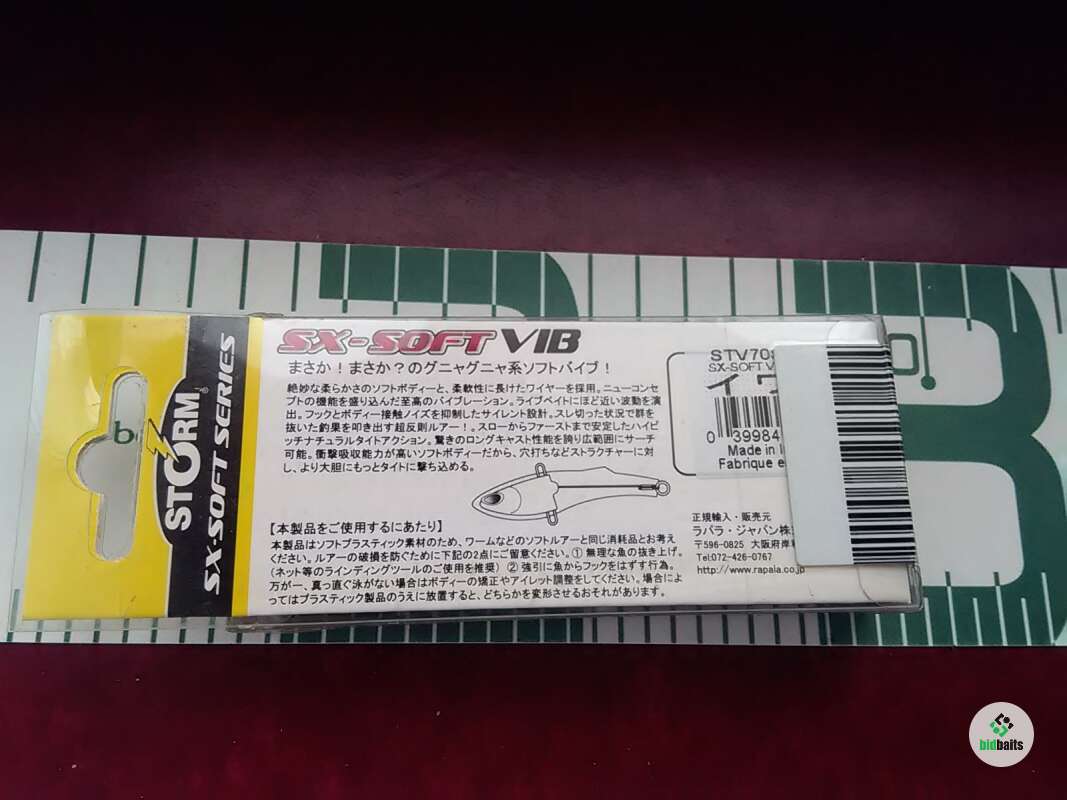 STORM
SX-SOFT SERIES
SX-SOFT VIB
まさか！まさか？のグニャグニャ系ソフトバイブ！
絶妙な柔らかさのソフトボディーと、柔軟性に長けたワイヤーを採用。ニューコンセ
プトの機能を盛り込んだ至高のバイブレーション。ライブベイトにほど近い波動を演
出。フックとボディー接触ノイズを抑制したサイレント設計。スレ切った状況で群を
抜いた釣果を叩き出す超反則ルアー！。スローからファーストまで安定したハイピ
ッチナチュラルタイトアクション。驚きのロングキャスト性能を誇り広範囲にサーチ
可能。衝撃吸収能力が高いソフトボディーだから、穴打ちなどストラクチャーに対
し、より大胆にもっとタイトに撃ち込める。
【本製品をご使用するにあたり】
本製品はソフトプラスティック素材のため、ワームなどのソフトルアーと同じ消耗品とお考え
ください。ルアーの破損を防ぐために下記の2点にご留意ください。① 無理な魚の抜き上げ。
(ネット等のラインディングツールのご使用を推奨) ② 強引に魚からフックをはずす行為。
万が一、真っ直ぐ泳がない場合はボディーの矯正やアイレット調整をしてください。場合によ
ってはプラスティック製品のうえに放置すると、どちらかを変形させるおそれがあります。
STV70
SX-SOFT V
イ
0 39984
Made in
Fabrique e
正規輸入・販売元
ラパラ・ジャパン株
〒596-0825 大阪府岸
Tel.072-426-0767
http://www.rapala.co.jp
bidbaits